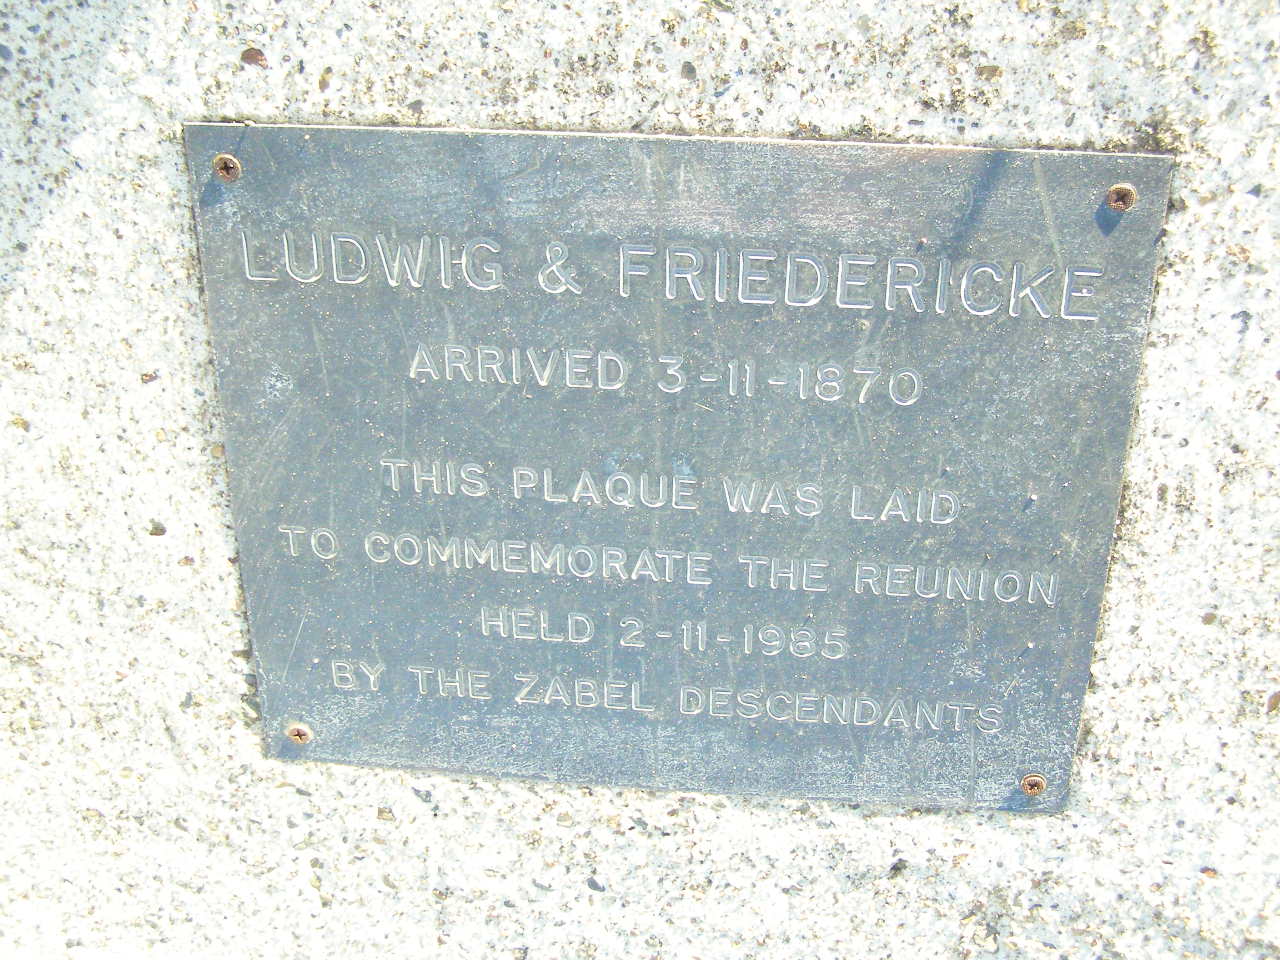 LUDWIG & FRIEDERICKE
ARRIVED 3-11-1870
THIS PLAQUE WAS LAID
TO COMMEMORATE THE REUNION
HELD 2-11-1985
BY THE ZABEL DESCENDANTS